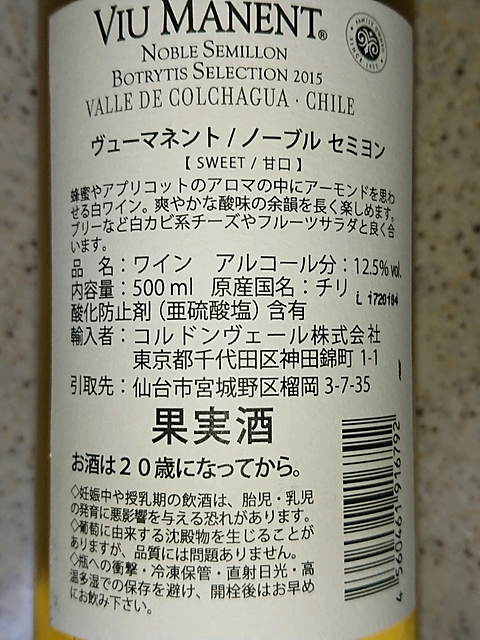 VIU MANENT®
NOBLE SEMILLON
BOTRYTIS SELECTION 2015
VALLE DE COLCHAGUA · CHILE
ヴューマネント / ノーブル セミヨン
【 SWEET / 甘口 】
蜂蜜やアプリコットのアロマの中にアーモンドを思わ
せる白ワイン。爽やかな酸味の余韻を長く楽しめます。
ブリーなど白カビ系チーズやフルーツサラダと良く合
います。
品 名：ワイン アルコール分：12.5% vol.
内容量：500 ml 原産国名：チリ
L 1720184
酸化防止剤（亜硫酸塩）含有
輸入者：コルドンヴェール株式会社
東京都千代田区神田錦町 1-1
引取先：仙台市宮城野区榴岡 3-7-35
果実酒
お酒は２０歳になってから。
◇妊娠中や授乳期の飲酒は、胎児・乳児
の発育に悪影響を与える恐れがあります。
◇葡萄に由来する沈殿物を生じることが
ありますが、品質には問題ありません。
◇瓶への衝撃・冷凍保管・直射日光・高
温多湿での保存を避け、開栓後はお早め
にお飲み下さい。
4 560461 916792